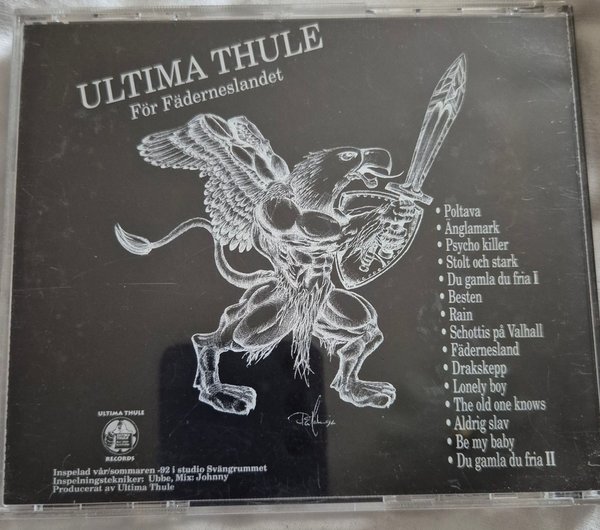 ULTIMA THULE
För Fäderneslandet
• Poltava
• Änglamark
• Psycho killer
• Stolt och stark
• Du gamla du fria I
• Besten
• Rain
• Schottis på Valhall
• Fädernesland
• Drakskepp
• Lonely boy
• The old one knows
• Aldrig slav
• Be my baby
• Du gamla du fria II
ULTIMA THULE
RECORDS
Inspelad vår/sommaren -92 i studio Svängrummet
Inspelningstekniker: Ubbe, Mix: Johnny
Producerat av Ultima Thule